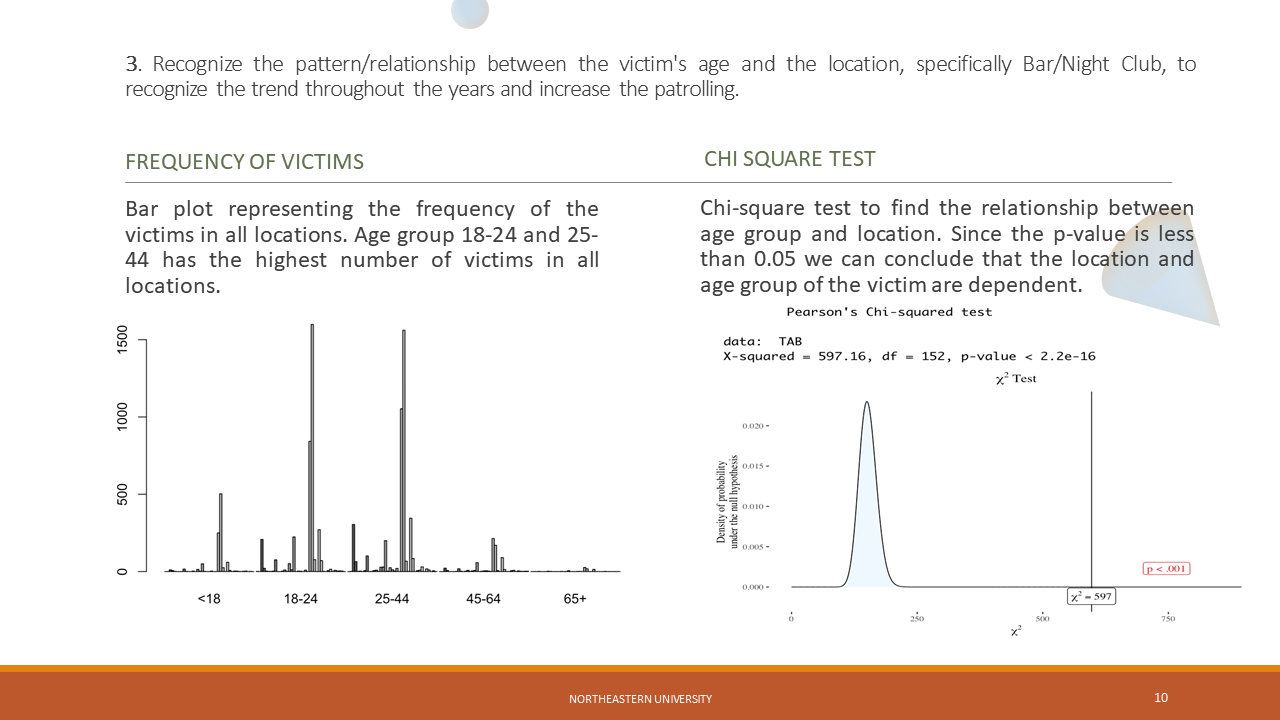 3. Recognize the pattern/relationship between the victim's age and the location, specifically Bar/Night Club, to
recognize the trend throughout the years and increase the patrolling.
FREQUENCY OF VICTIMS
Bar plot representing the frequency of the
victims in all locations. Age group 18-24 and 25-
44 has the highest number of victims in all
locations.
1500
1000
500
0
<18 18-24 25-44 45-64 65+
CHI SQUARE TEST
Chi-square test to find the relationship between
age group and location. Since the p-value is less
than 0.05 we can conclude that the location and
age group of the victim are dependent.
Pearson's Chi-squared test
data: TAB
X-squared = 597.16, df = 152, p-value < 2.2e-16
χ² Test
Density of probability
under the null hypothesis
0.020
0.015
0.010
0.005
0.000
p < .001
χ² = 597
0 250 500 750
χ²
NORTHEASTERN UNIVERSITY
10